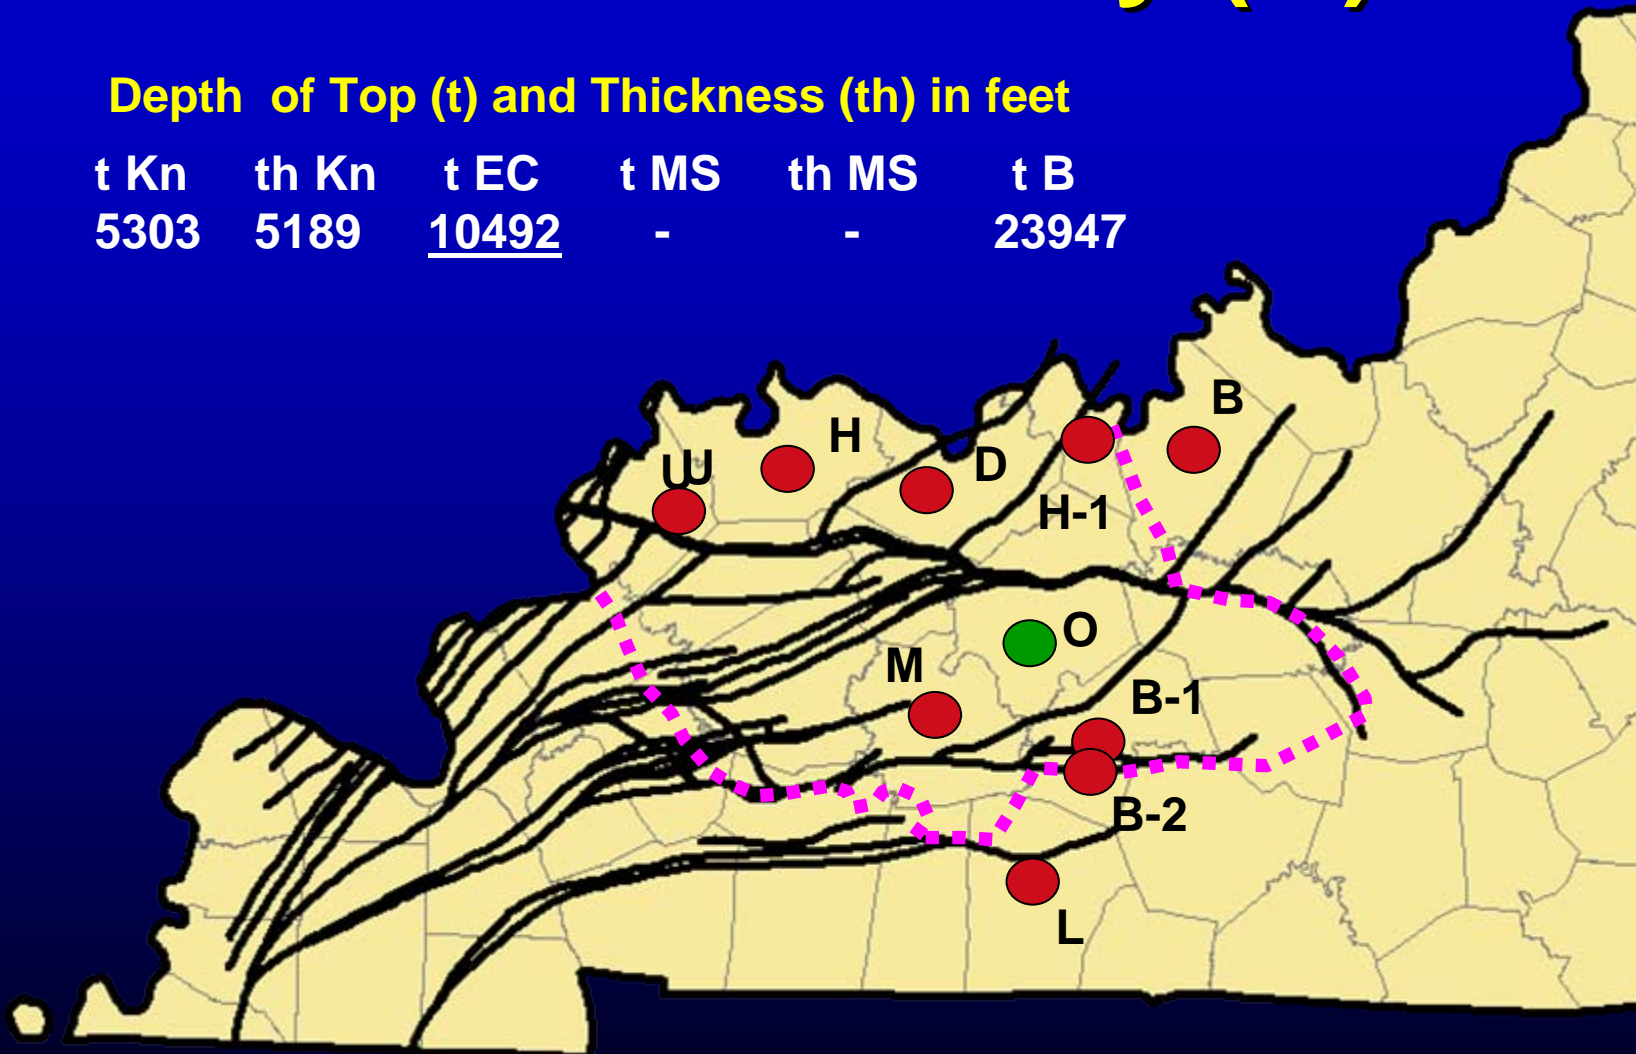 Depth of Top (t) and Thickness (th) in feet
t Kn th Kn t EC t MS th MS t B
5303 5189 10492 - - 23947
B
H
U U
D
H-1
O
M
B-1
B-2
L